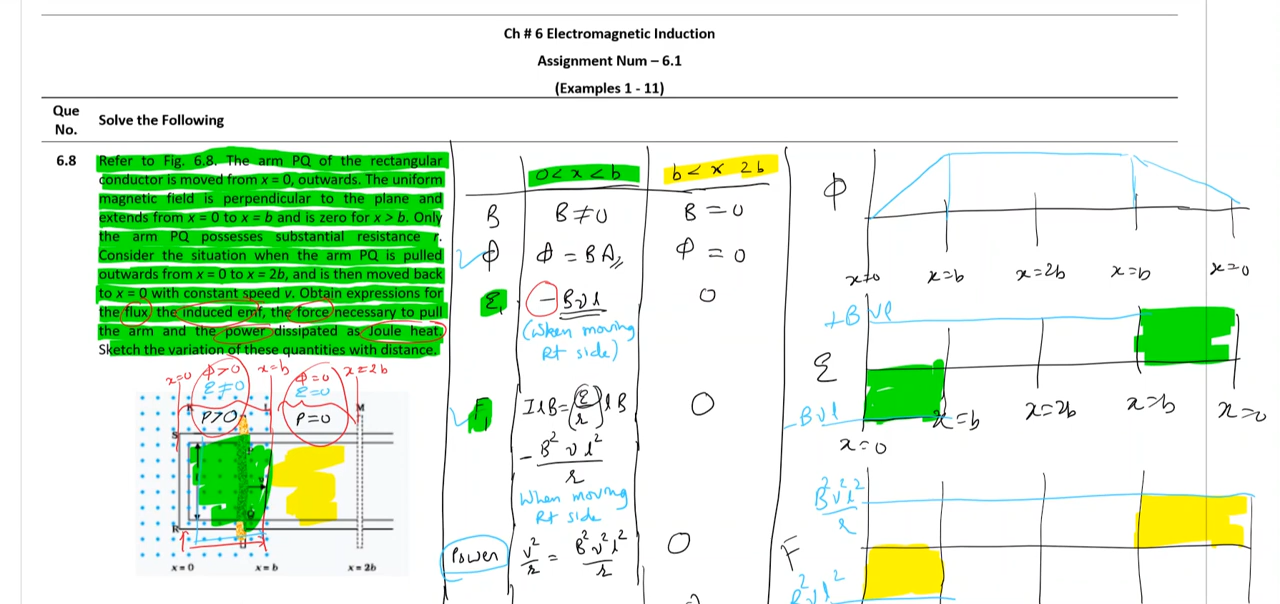 Ch # 6 Electromagnetic Induction
Assignment Num – 6.1
(Examples 1 - 11)
Que No.
Solve the Following
6.8
Refer to Fig. 6.8. The arm PQ of the rectangular
conductor is moved from x = 0, outwards. The uniform
magnetic field is perpendicular to the plane and
extends from x = 0 to x = b and is zero for x > b. Only
the arm PQ possesses substantial resistance r.
Consider the situation when the arm PQ is pulled
outwards from x = 0 to x = 2b, and is then moved back
to x = 0 with constant speed v. Obtain expressions for
the flux, the induced emf, the force necessary to pull
the arm and the power dissipated as Joule heat.
Sketch the variation of these quantities with distance.
x=0 Φ>0 x=b Φ=0 x=2b
ε≠0 ε=0
P>0 P=0
M
S
R
x = 0 x = b x = 2b
0<x<b b<x 2b
B B≠0 B=0
Φ Φ = BA Φ = 0
ε -Bvl 0
(When moving
Rt side)
F IlB=(ε/r)lB 0
-B²vl²/r
When moving
Rt side
Power v²/r = B²v²l²/r 0
Φ
x=0 x=b x=2b x=b x=0
+Bvl
ε
-Bvl x=b x=2b x=b x=0
x=0
B²vl²/r
F
B²vl²